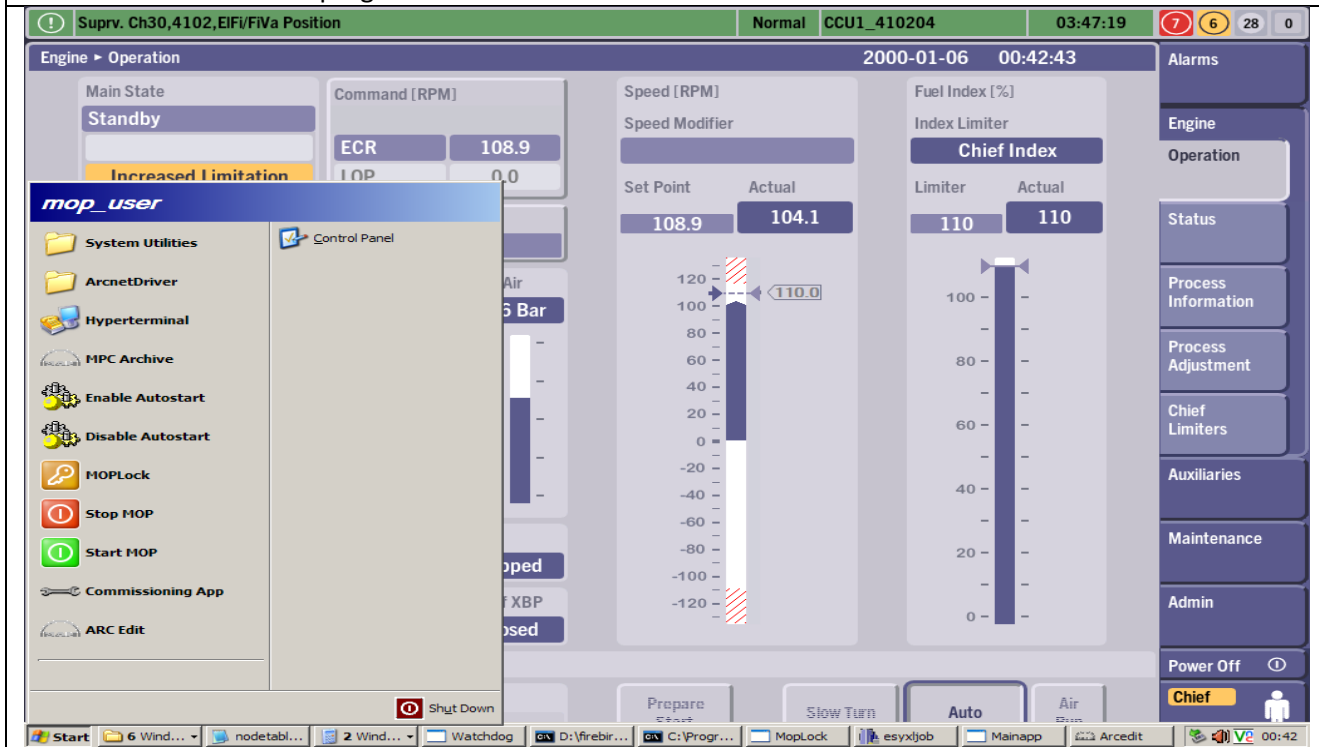 Suprv. Ch30,4102,ElFi/FiVa Position Normal CCU1_410204 03:47:19 7 6 28 0
Engine ► Operation 2000-01-06 00:42:43
Main State
Standby
Increased Limitation
Command [RPM]
ECR 108.9
LOP 0.0
Speed [RPM]
Speed Modifier
Set Point Actual
108.9 104.1
120
110.0
100
80
60
40
20
0
-20
-40
-60
-80
-100
-120
Fuel Index [%]
Index Limiter
Chief Index
Limiter Actual
110 110
100
80
60
40
20
0
Air
6 Bar
XBP
Prepare
Slow Turn
Auto
Air
Alarms
Engine
Operation
Status
Process
Information
Process
Adjustment
Chief
Limiters
Auxiliaries
Maintenance
Admin
Power Off
Chief
mop_user
System Utilities
ArcnetDriver
Hyperterminal
MPC Archive
Enable Autostart
Disable Autostart
MOPLock
Stop MOP
Start MOP
Commissioning App
ARC Edit
Control Panel
Shut Down
Start 6 Wind... nodetabl... 2 Wind... Watchdog D:\firebir... C:\Progr... MopLock esyxljob Mainapp Arcedit 00:42